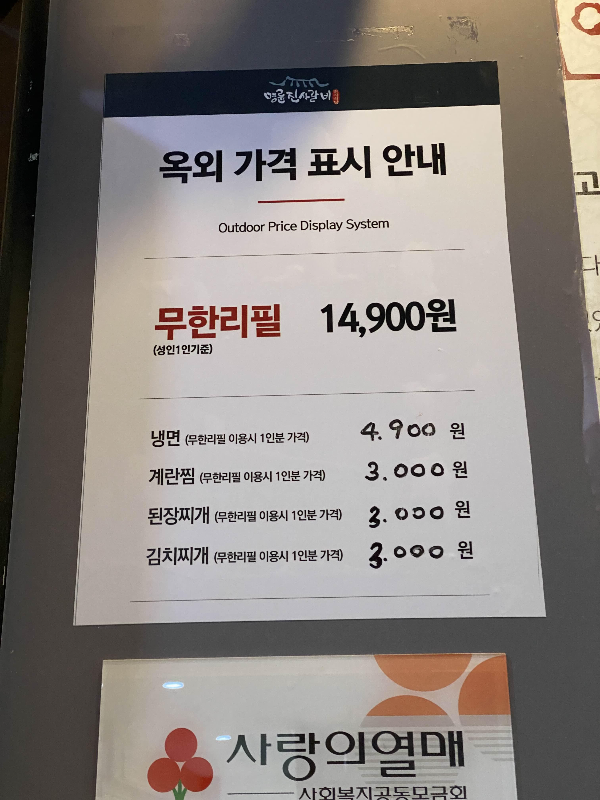 명륜진사갈비
옥외 가격 표시 안내
Outdoor Price Display System
무한리필 14,900원
(성인1인기준)
냉면 (무한리필 이용시 1인분 가격) 4.900 원
계란찜 (무한리필 이용시 1인분 가격) 3.000 원
된장찌개 (무한리필 이용시 1인분 가격) 3.000 원
김치찌개 (무한리필 이용시 1인분 가격) 3.000 원
고
다
사랑의열매
사회복지공동모금회